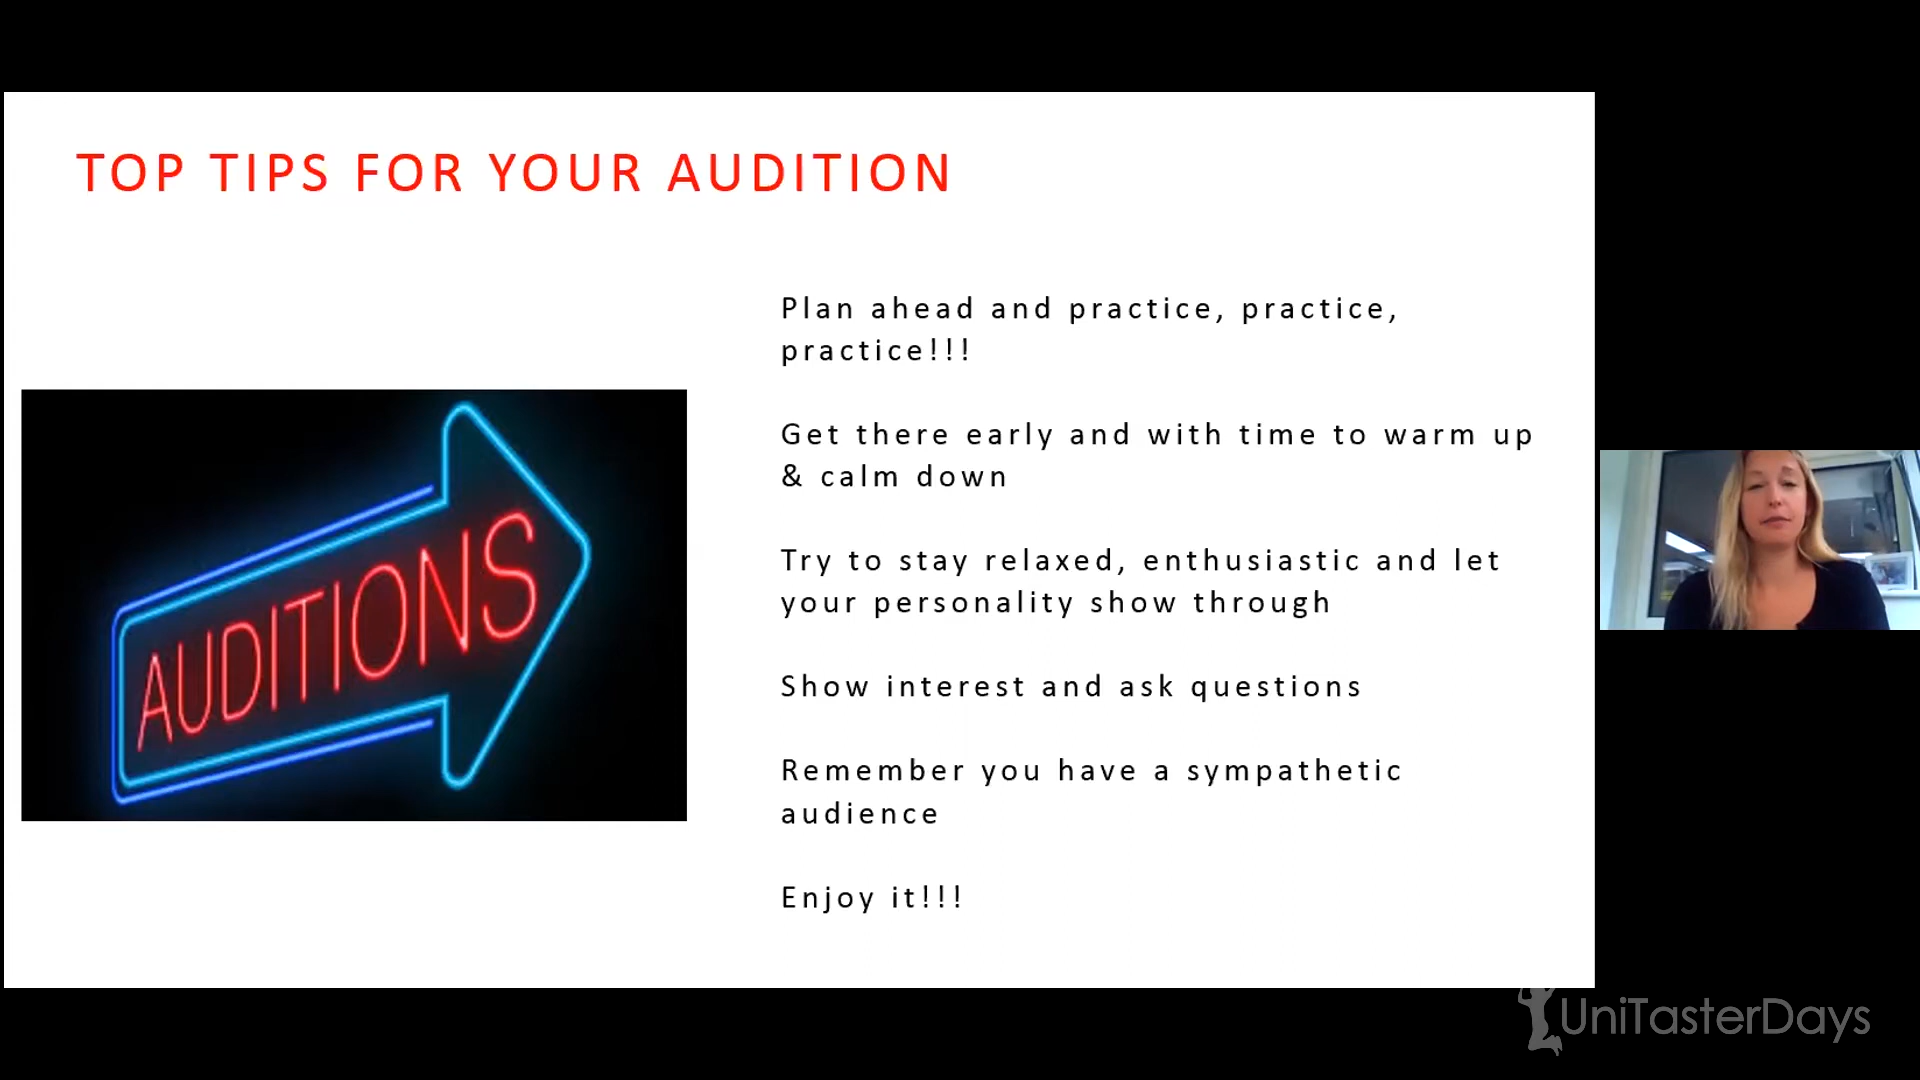 TOP TIPS FOR YOUR AUDITION
AUDITIONS
Plan ahead and practice, practice,
practice!!!
Get there early and with time to warm up
& calm down
Try to stay relaxed, enthusiastic and let
your personality show through
Show interest and ask questions
Remember you have a sympathetic
audience
Enjoy it!!!
UniTasterDays